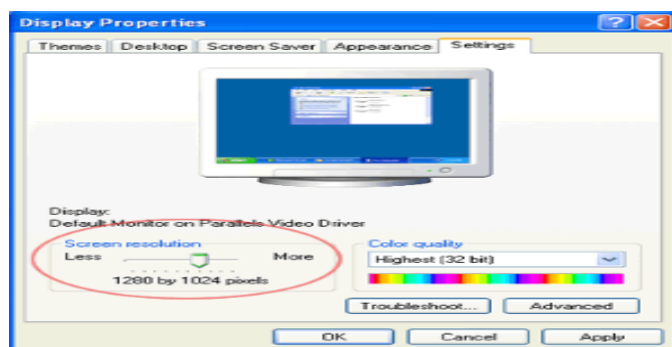 Display Properties
Themes Desktop Screen Saver Appearance Settings
Display:
Default Monitor on Parallels Video Driver
Screen resolution
Less More
1280 by 1024 pixels
Color quality
Highest (32 bit)
Troubleshoot... Advanced
OK Cancel Apply